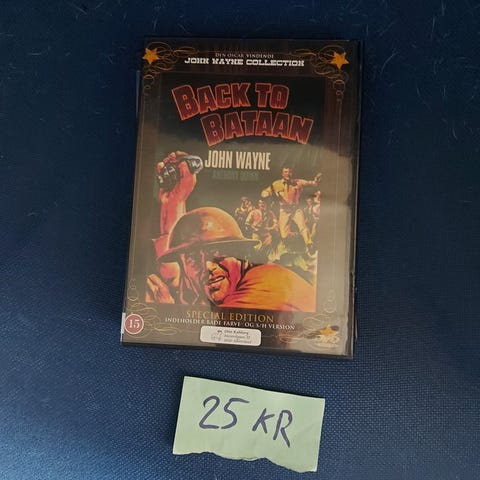 DEN OSCAR VINDENDE
JOHN WAYNE COLLECTION
BACK TO
BATAAN
JOHN WAYNE
ANTHONY QUINN
SPECIAL EDITION
INDEHOLDER BÅDE FARVE- OG S/H VERSION
15
25 KR